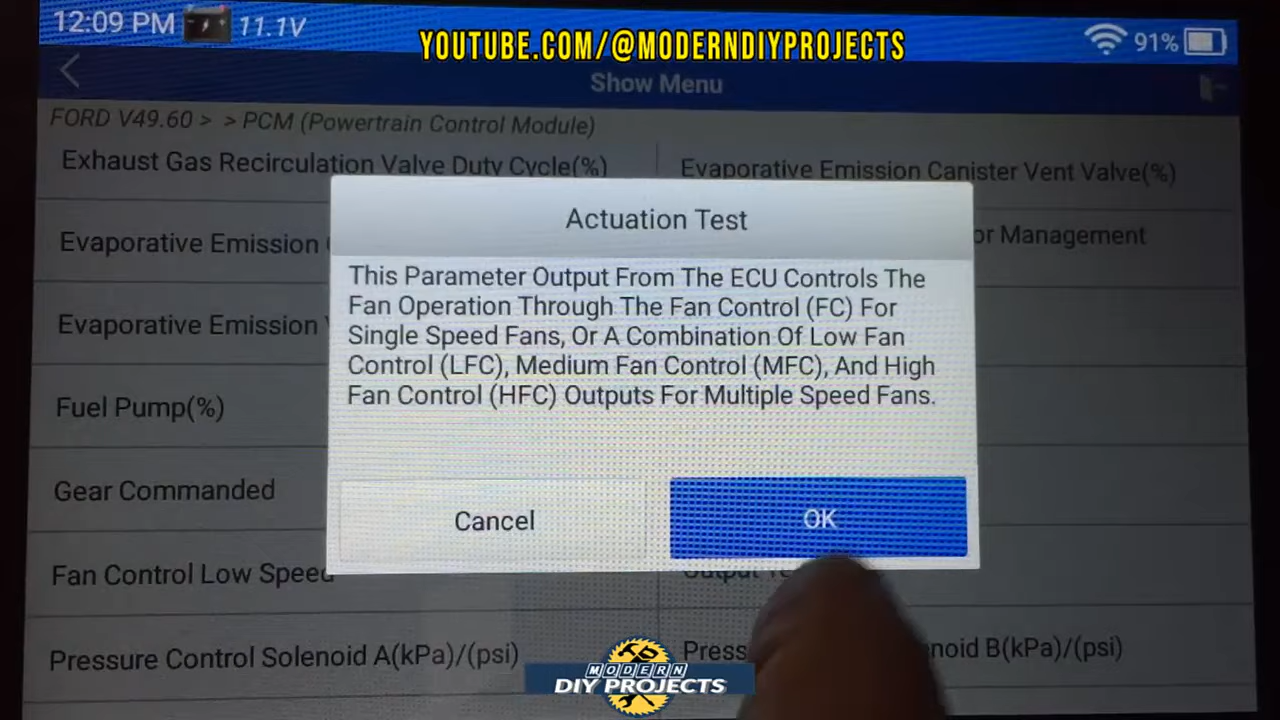 12:09 PM 11.1V
YOUTUBE.COM/@MODERNDIYPROJECTS
91%
Show Menu
FORD V49.60 > > PCM (Powertrain Control Module)
Exhaust Gas Recirculation Valve Duty Cycle(%)
Evaporative Emission Canister Vent Valve(%)
Evaporative Emission
or Management
Evaporative Emission
Fuel Pump(%)
Gear Commanded
Fan Control Low Speed
Output
Pressure Control Solenoid A(kPa)/(psi)
Press
noid B(kPa)/(psi)
Actuation Test
This Parameter Output From The ECU Controls The
Fan Operation Through The Fan Control (FC) For
Single Speed Fans, Or A Combination Of Low Fan
Control (LFC), Medium Fan Control (MFC), And High
Fan Control (HFC) Outputs For Multiple Speed Fans.
Cancel
OK
MODERN
DIY PROJECTS